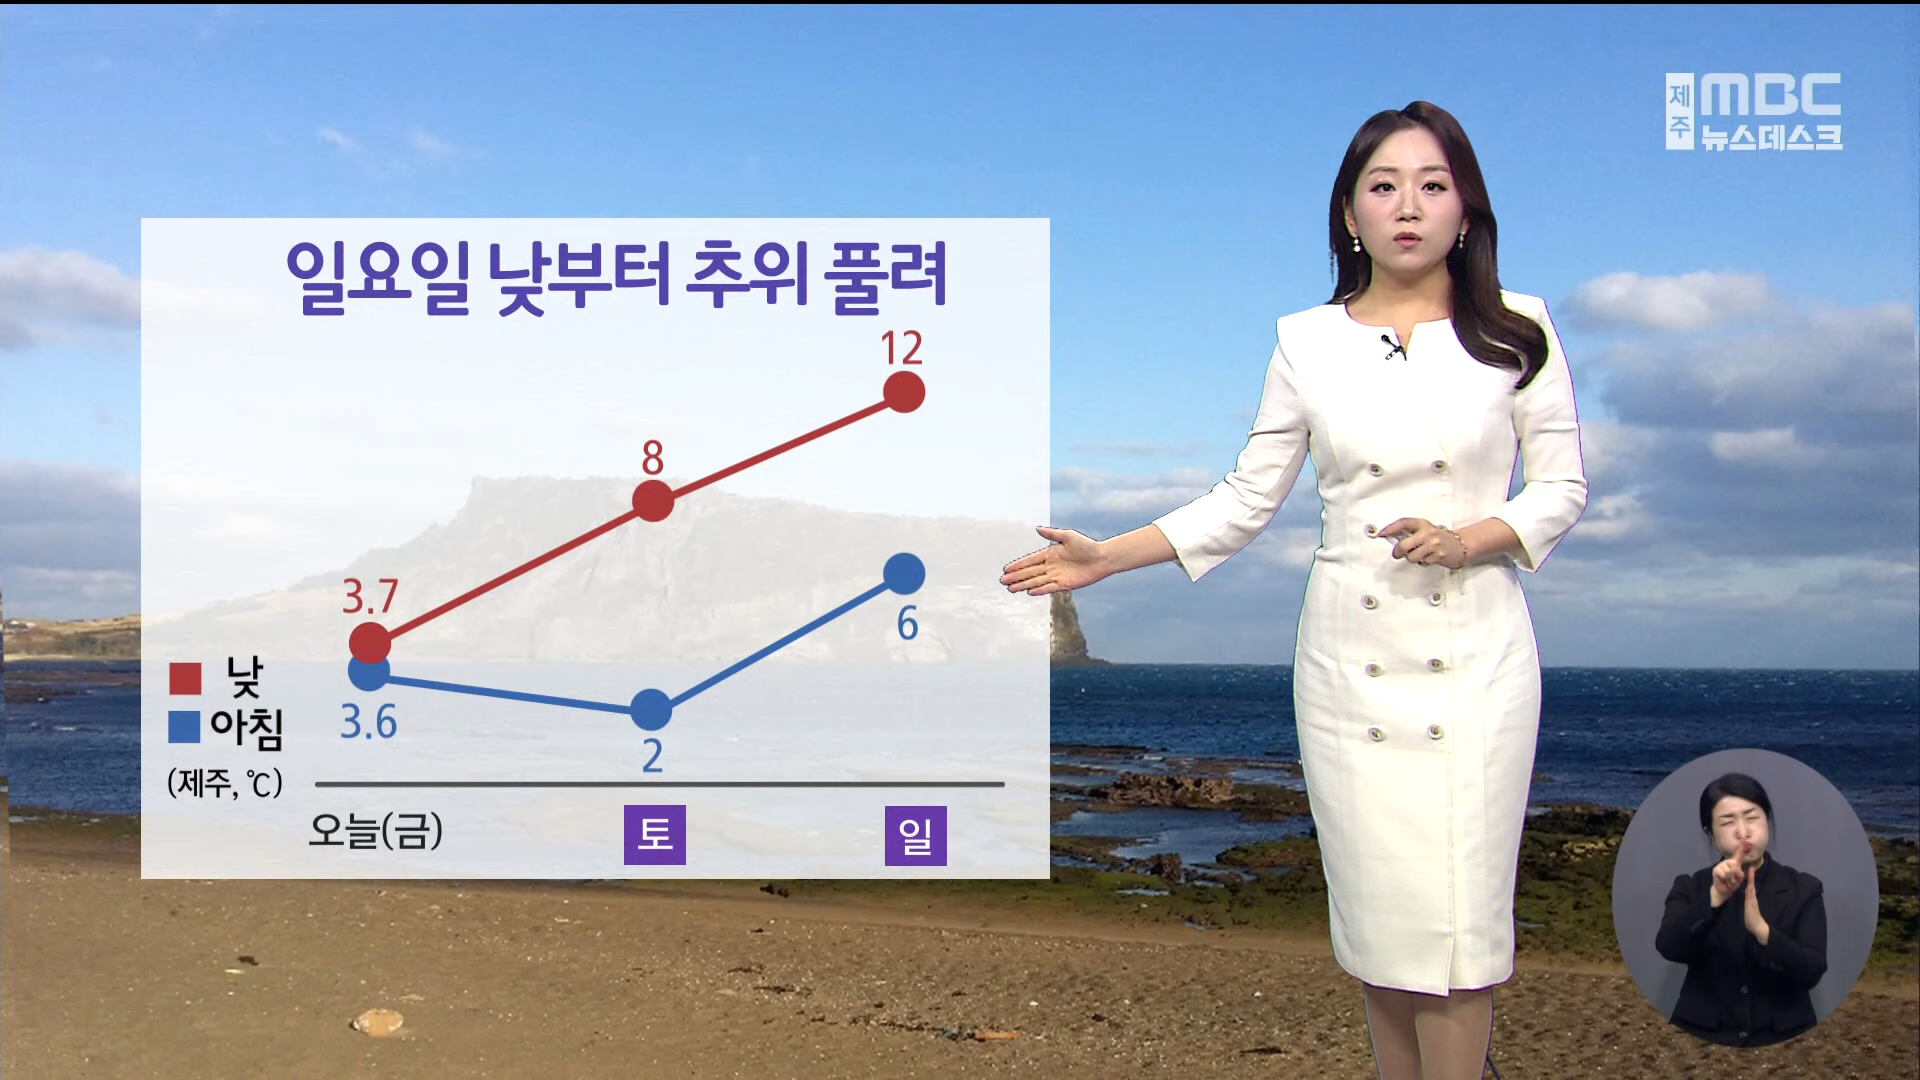 제주 MBC
뉴스데스크
일요일 낮부터 추위 풀려
12
8
3.7
6
3.6
2
낮
아침
(제주, ℃)
오늘(금) 토 일